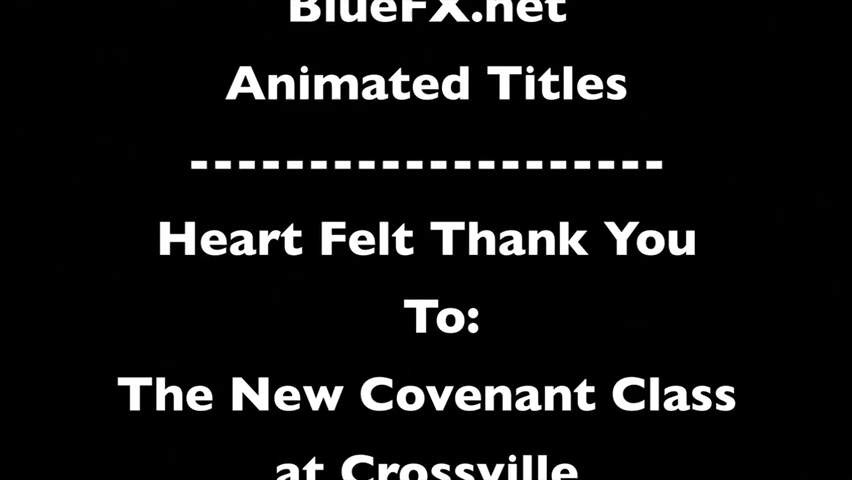 BlueFX.net
Animated Titles
---------------------
Heart Felt Thank You
To:
The New Covenant Class
at Crossville